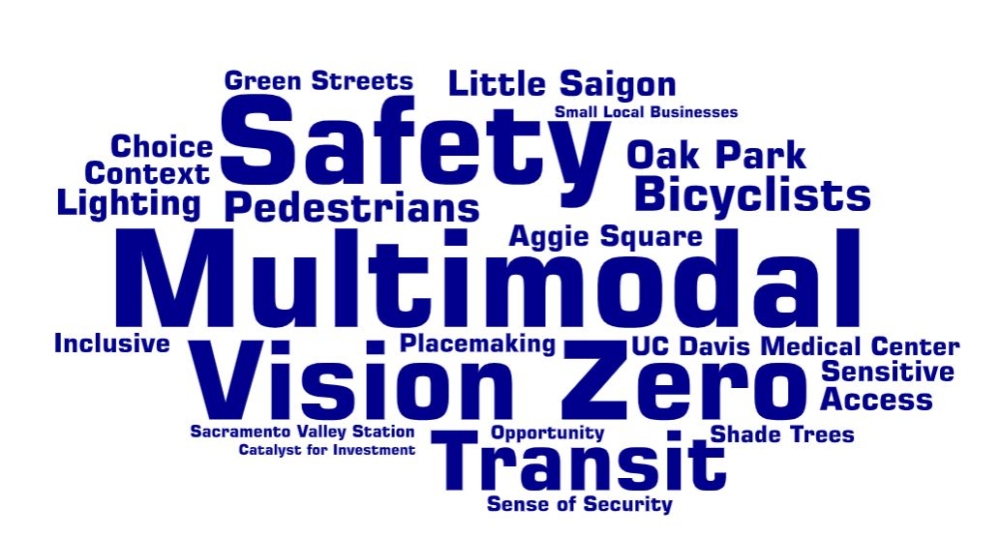 Green Streets
Little Saigon
Safety
Small Local Businesses
Choice
Context
Oak Park
Lighting
Pedestrians
Bicyclists
Multimodal
Aggie Square
Inclusive
Vision Zero
Placemaking
UC Davis Medical Center
Sensitive
Access
Sacramento Valley Station
Catalyst for Investment
Transit
Opportunity
Shade Trees
Sense of Security